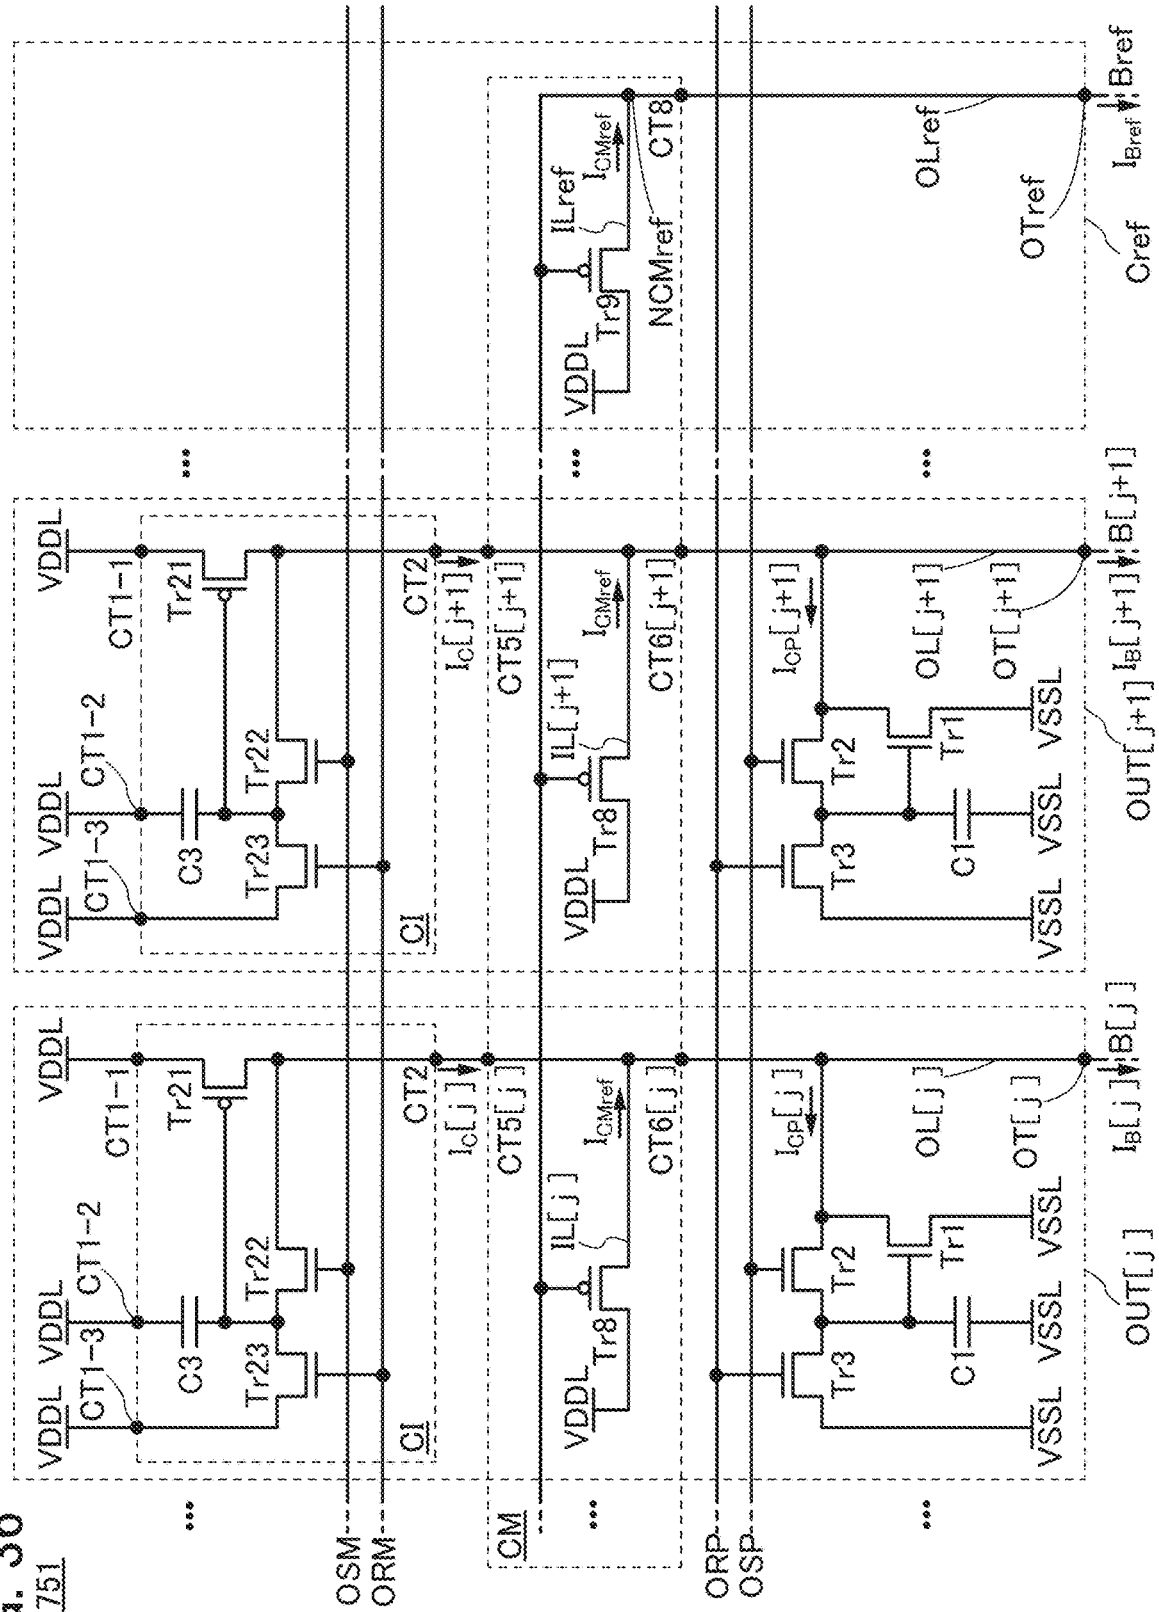 751
OSM
ORM
CM
ORP
OSP
VDDL
VDDL
VDDL
CT1-3
CT1-2
CT1-1
C3
Tr21
Tr23
Tr22
CI
CT2
IC[j]
CT5[j]
IL[j]
VDDL
Tr8
ICMref
CT6[j]
ICP[j]
Tr3
Tr2
Tr1
C1
VSSL
VSSL
VSSL
OL[j]
OT[j]
OUT[j]
IB[j]
B[j]
VDDL
VDDL
VDDL
CT1-3
CT1-2
CT1-1
C3
Tr21
Tr23
Tr22
CI
CT2
IC[j+1]
CT5[j+1]
IL[j+1]
VDDL
Tr8
ICMref
CT6[j+1]
ICP[j+1]
Tr3
Tr2
Tr1
C1
VSSL
VSSL
VSSL
OL[j+1]
OT[j+1]
OUT[j+1]
IB[j+1]
B[j+1]
VDDL
Tr9
ILref
ICMref
NCMref
CT8
OLref
OTref
Cref
IBref
Bref